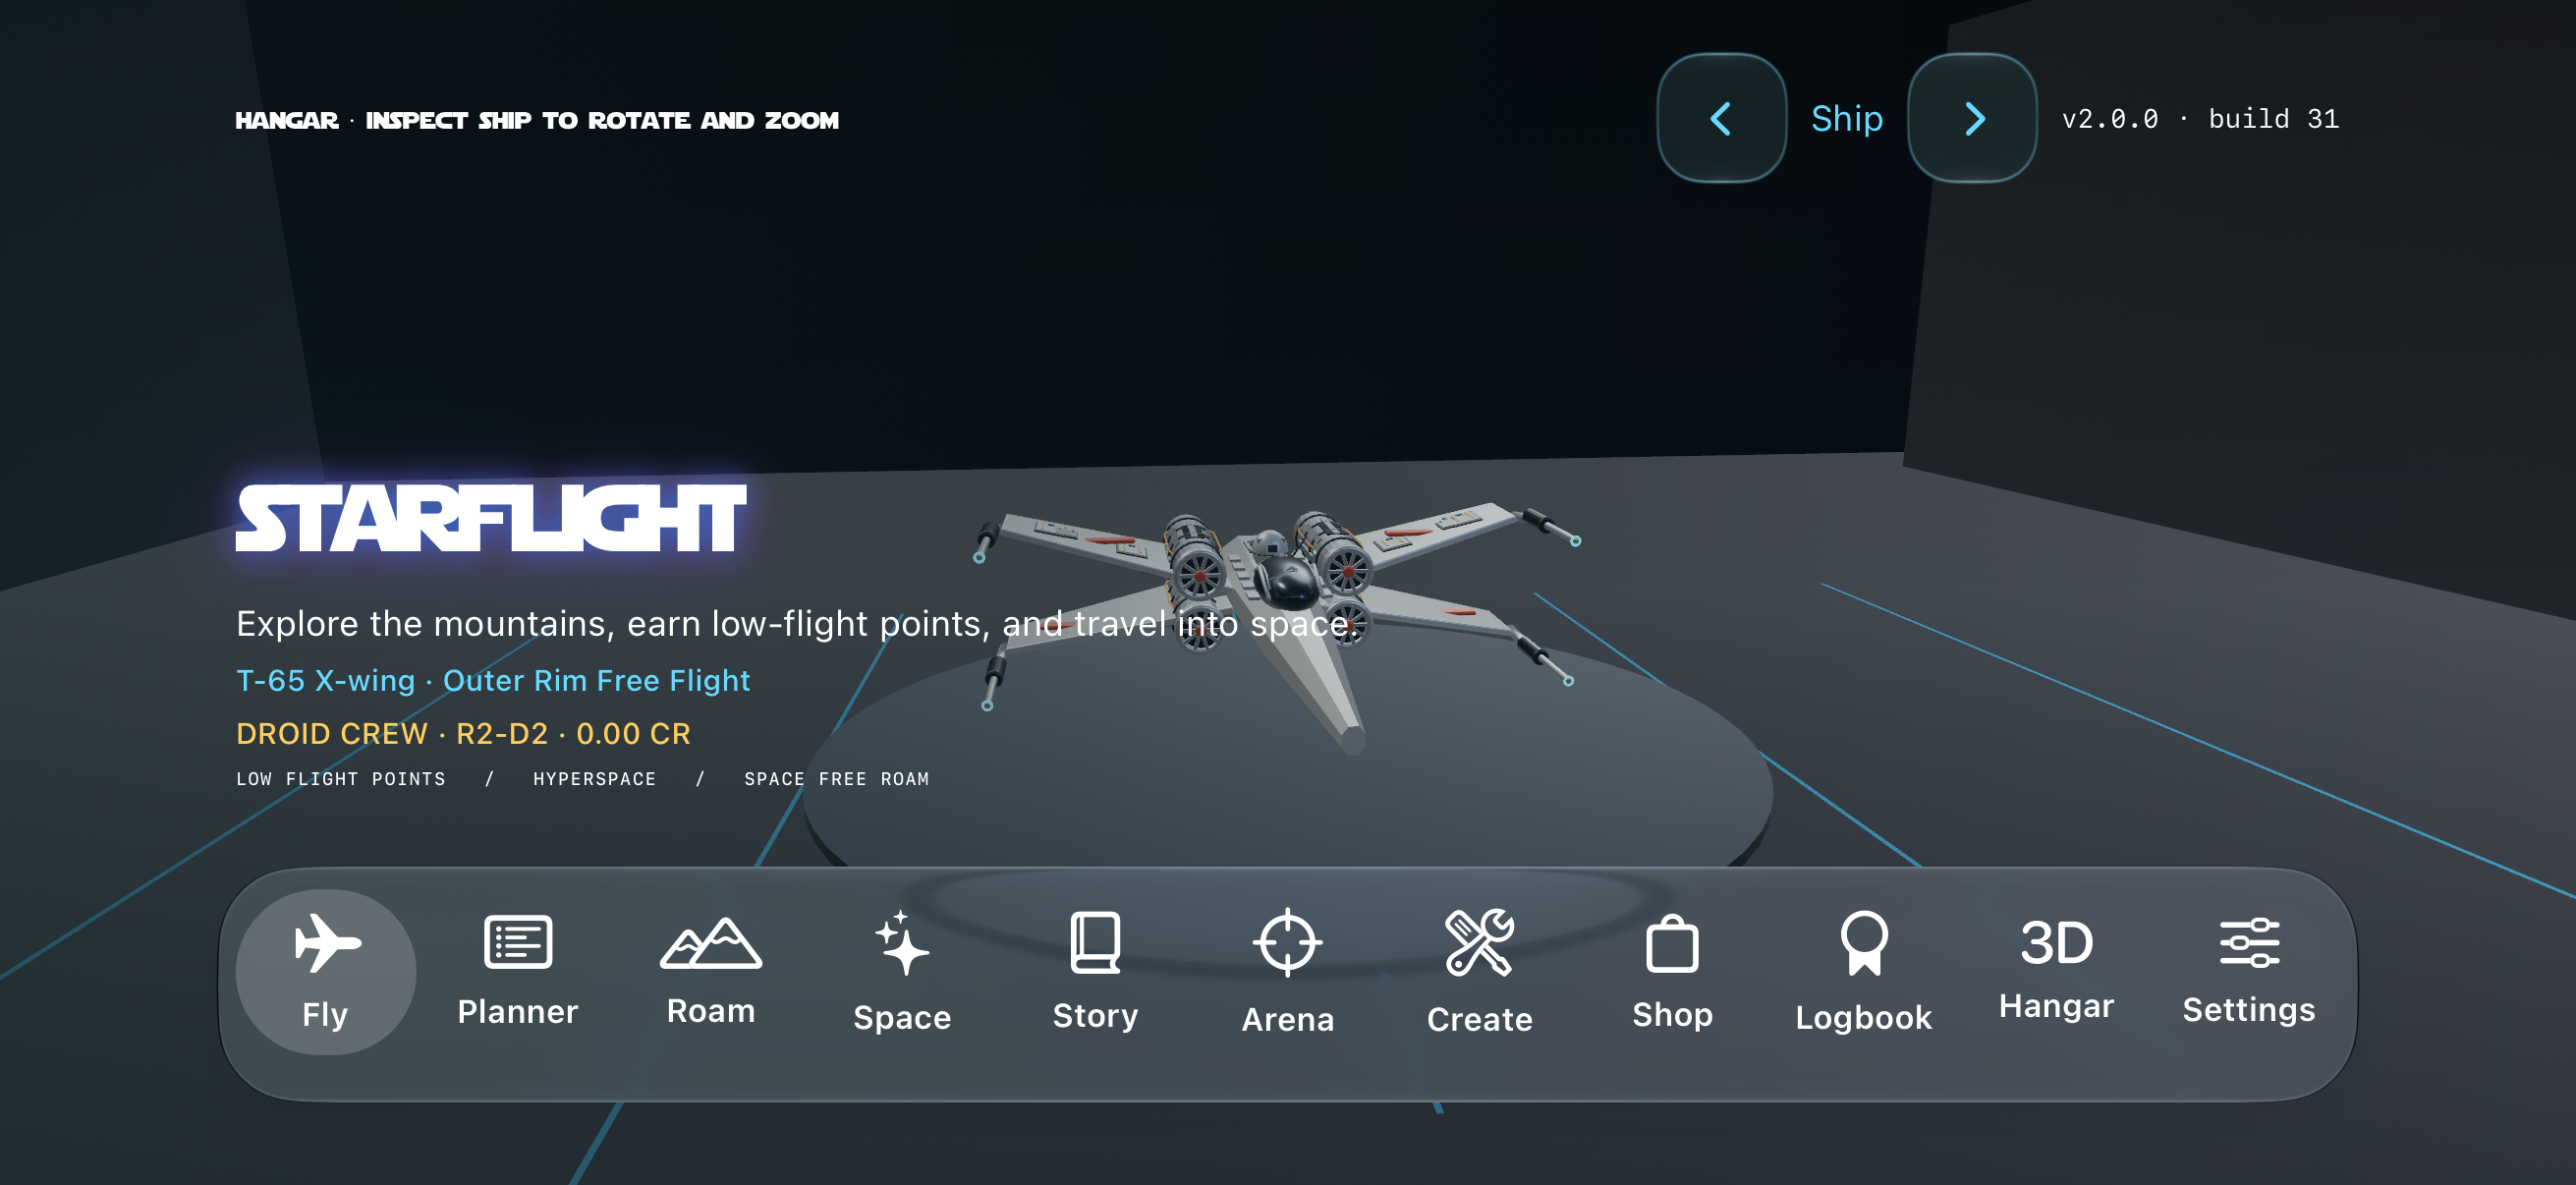 HANGAR · INSPECT SHIP TO ROTATE AND ZOOM
Ship
v2.0.0 · build 31
STARFLIGHT
Explore the mountains, earn low-flight points, and travel into space.
T-65 X-wing · Outer Rim Free Flight
DROID CREW · R2-D2 · 0.00 CR
LOW FLIGHT POINTS / HYPERSPACE / SPACE FREE ROAM
Fly
Planner
Roam
Space
Story
Arena
Create
Shop
Logbook
3D
Hangar
Settings